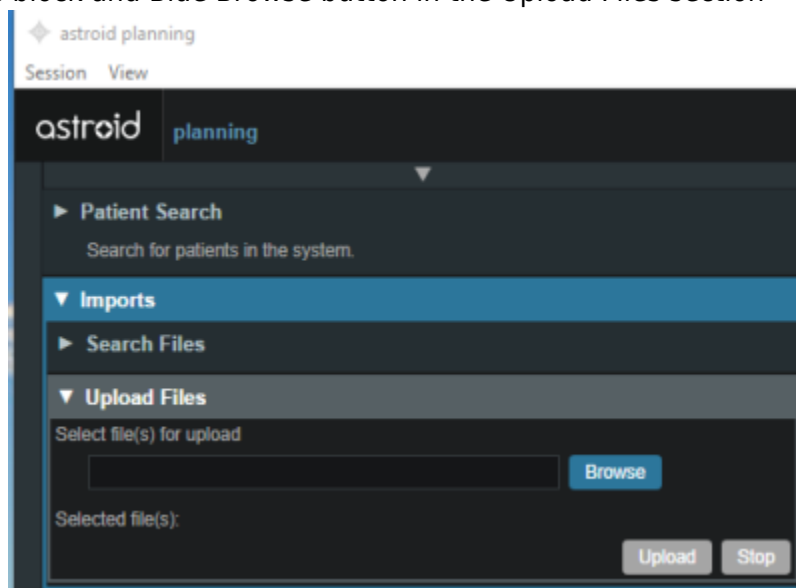 block and Blue Browse button in the Upload Files section
astroid planning
Session View
astroid planning
▼
► Patient Search
Search for patients in the system.
▼ Imports
► Search Files
▼ Upload Files
Select file(s) for upload
Browse
Selected file(s):
Upload Stop